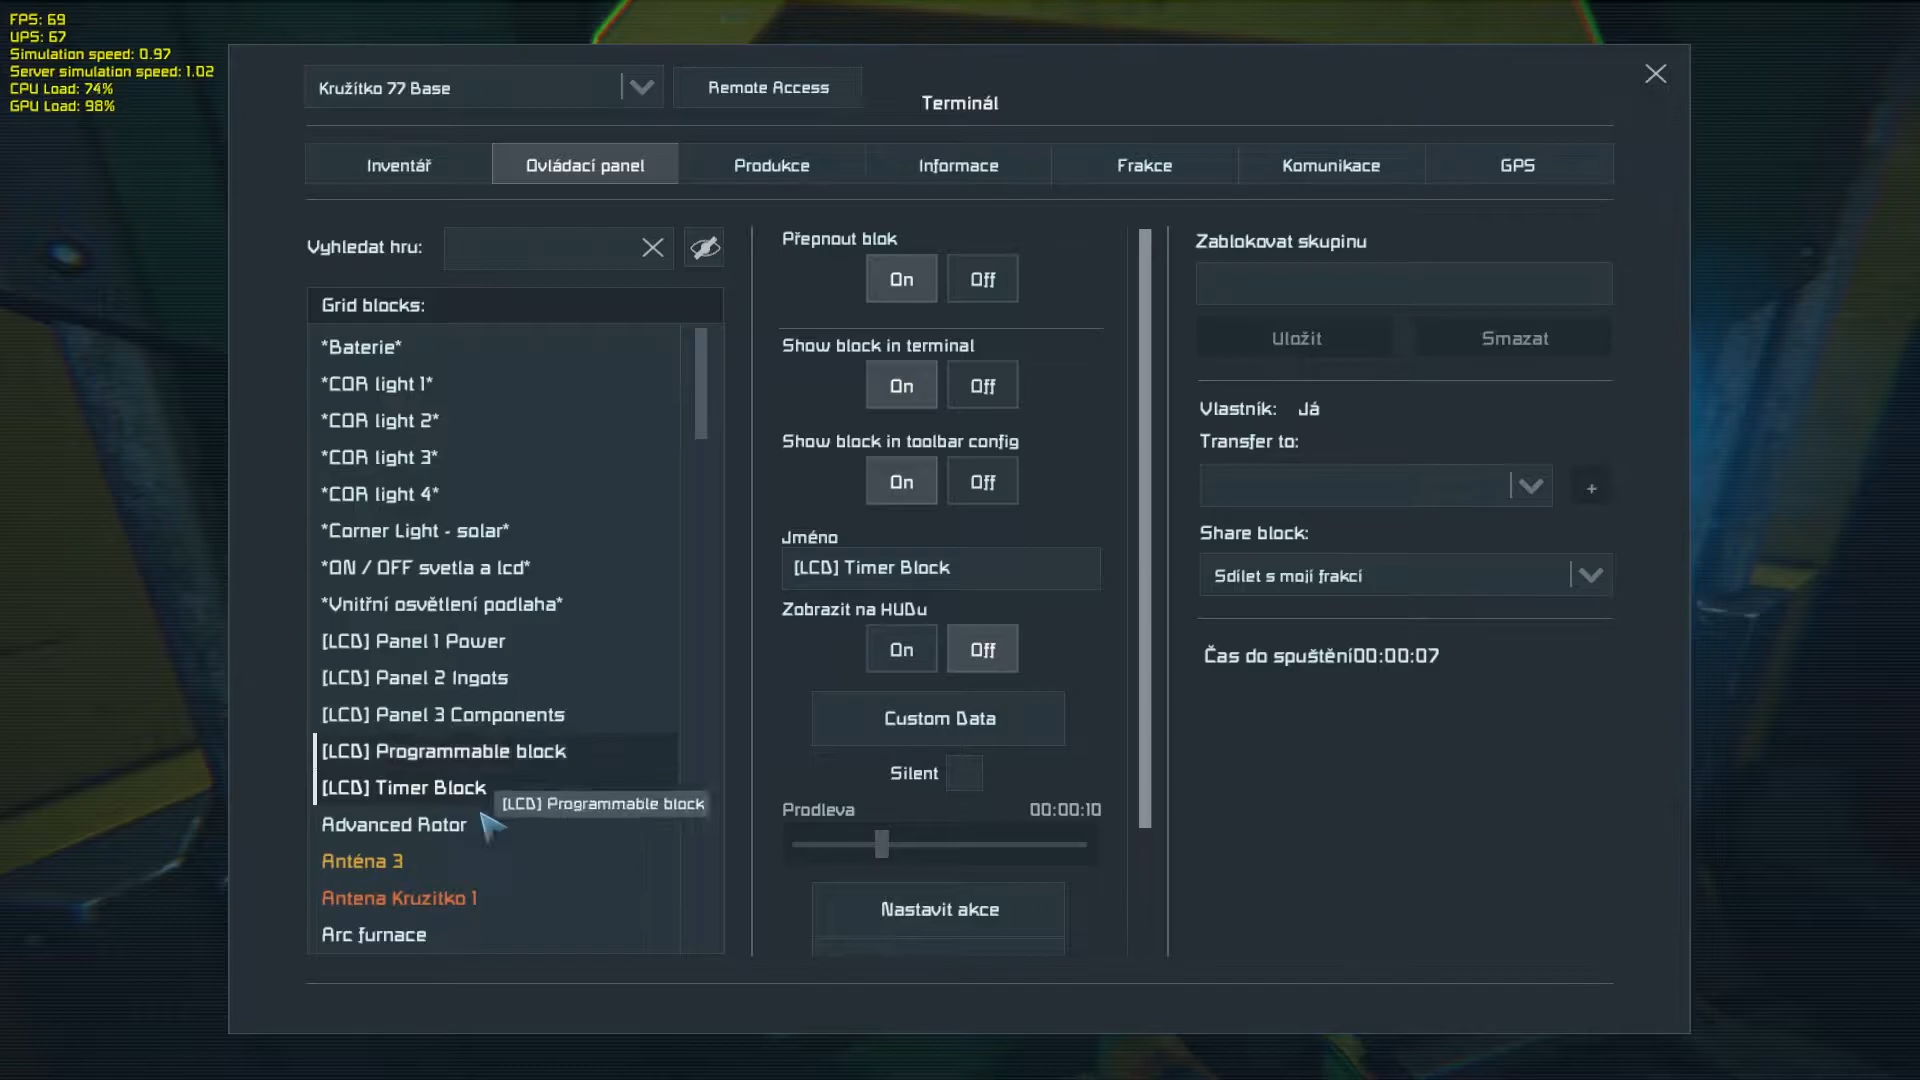 FPS: 69
UPS: 67
Simulation speed: 0.97
Server simulation speed: 1.02
CPU Load: 74%
GPU Load: 98%
Kružítko 77 Base
Remote Access
Terminál
Inventář
Ovládací panel
Produkce
Informace
Frakce
Komunikace
GPS
Vyhledat hru:
Grid blocks:
*Baterie*
*COR light 1*
*COR light 2*
*COR light 3*
*COR light 4*
*Corner Light - solar*
*ON / OFF svetla a lcd*
*Vnitřní osvětlení podlaha*
[LCD] Panel 1 Power
[LCD] Panel 2 Ingots
[LCD] Panel 3 Components
[LCD] Programmable block
[LCD] Timer Block
[LCD] Programmable block
Advanced Rotor
Anténa 3
Antena Kruzitko 1
Arc furnace
Přepnout blok
On
Off
Show block in terminal
On
Off
Show block in toolbar config
On
Off
Jméno
[LCD] Timer Block
Zobrazit na HUDu
On
Off
Custom Data
Silent
Prodleva
00:00:10
Nastavit akce
Zablokovat skupinu
Uložit
Smazat
Vlastník: Já
Transfer to:
+
Share block:
Sdílet s mojí frakcí
Čas do spuštění00:00:07